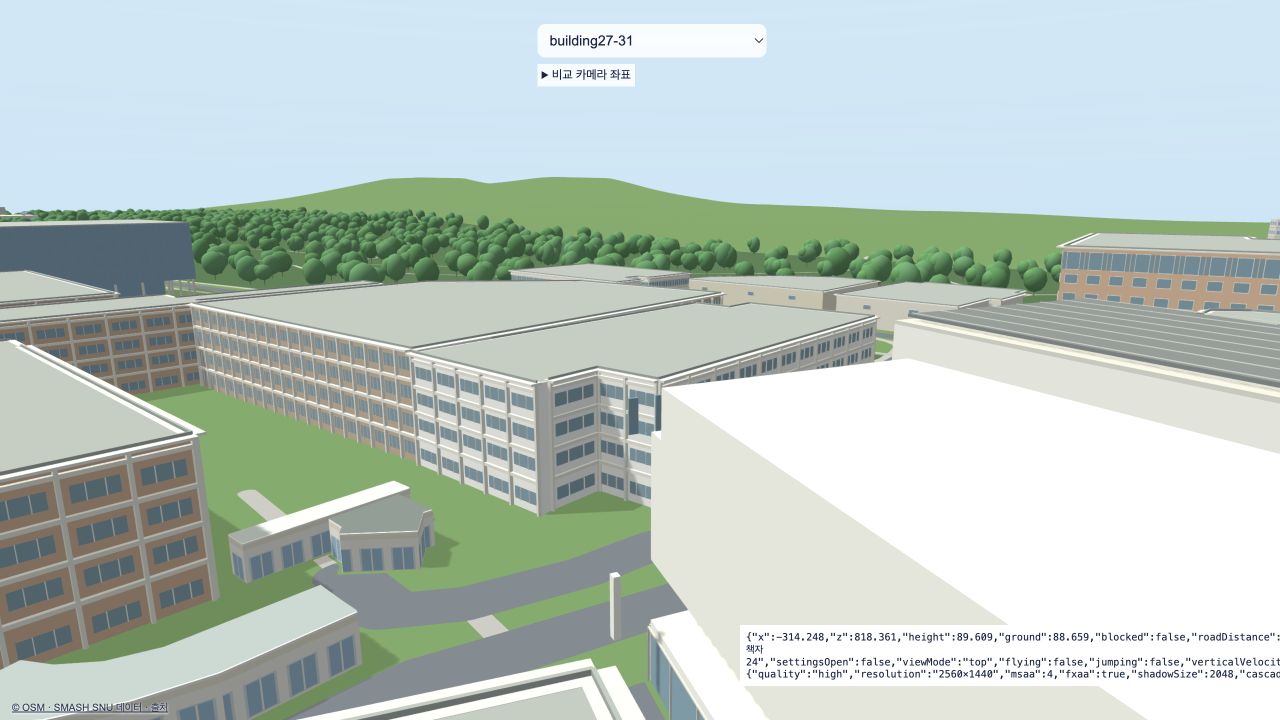 building27-31
▶ 비교 카메라 좌표
{"x":−314.248,"z":818.361,"height":89.609,"ground":88.659,"blocked":false,"roadDistance":
책자
24","settingsOpen":false,"viewMode":"top","flying":false,"jumping":false,"verticalVelocit
{"quality":"high","resolution":"2560×1440","msaa":4,"fxaa":true,"shadowSize":2048,"cascad
© OSM · SMASH SNU 데이터 · 출처